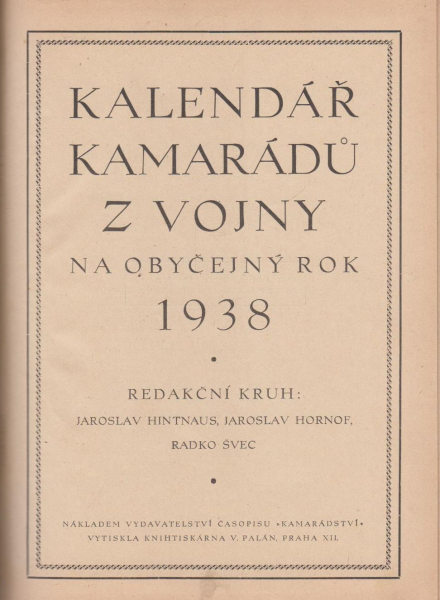 KALENDÁŘ
KAMARÁDŮ
Z VOJNY
NA OBYČEJNÝ ROK
1938
•
REDAKČNÍ KRUH:
JAROSLAV HINTNAUS, JAROSLAV HORNOF,
RADKO ŠVEC
•
NÁKLADEM VYDAVATELSTVÍ ČASOPISU »KAMARÁDSTVÍ«
VYTISKLA KNIHTISKÁRNA V. PALÁN, PRAHA XII.